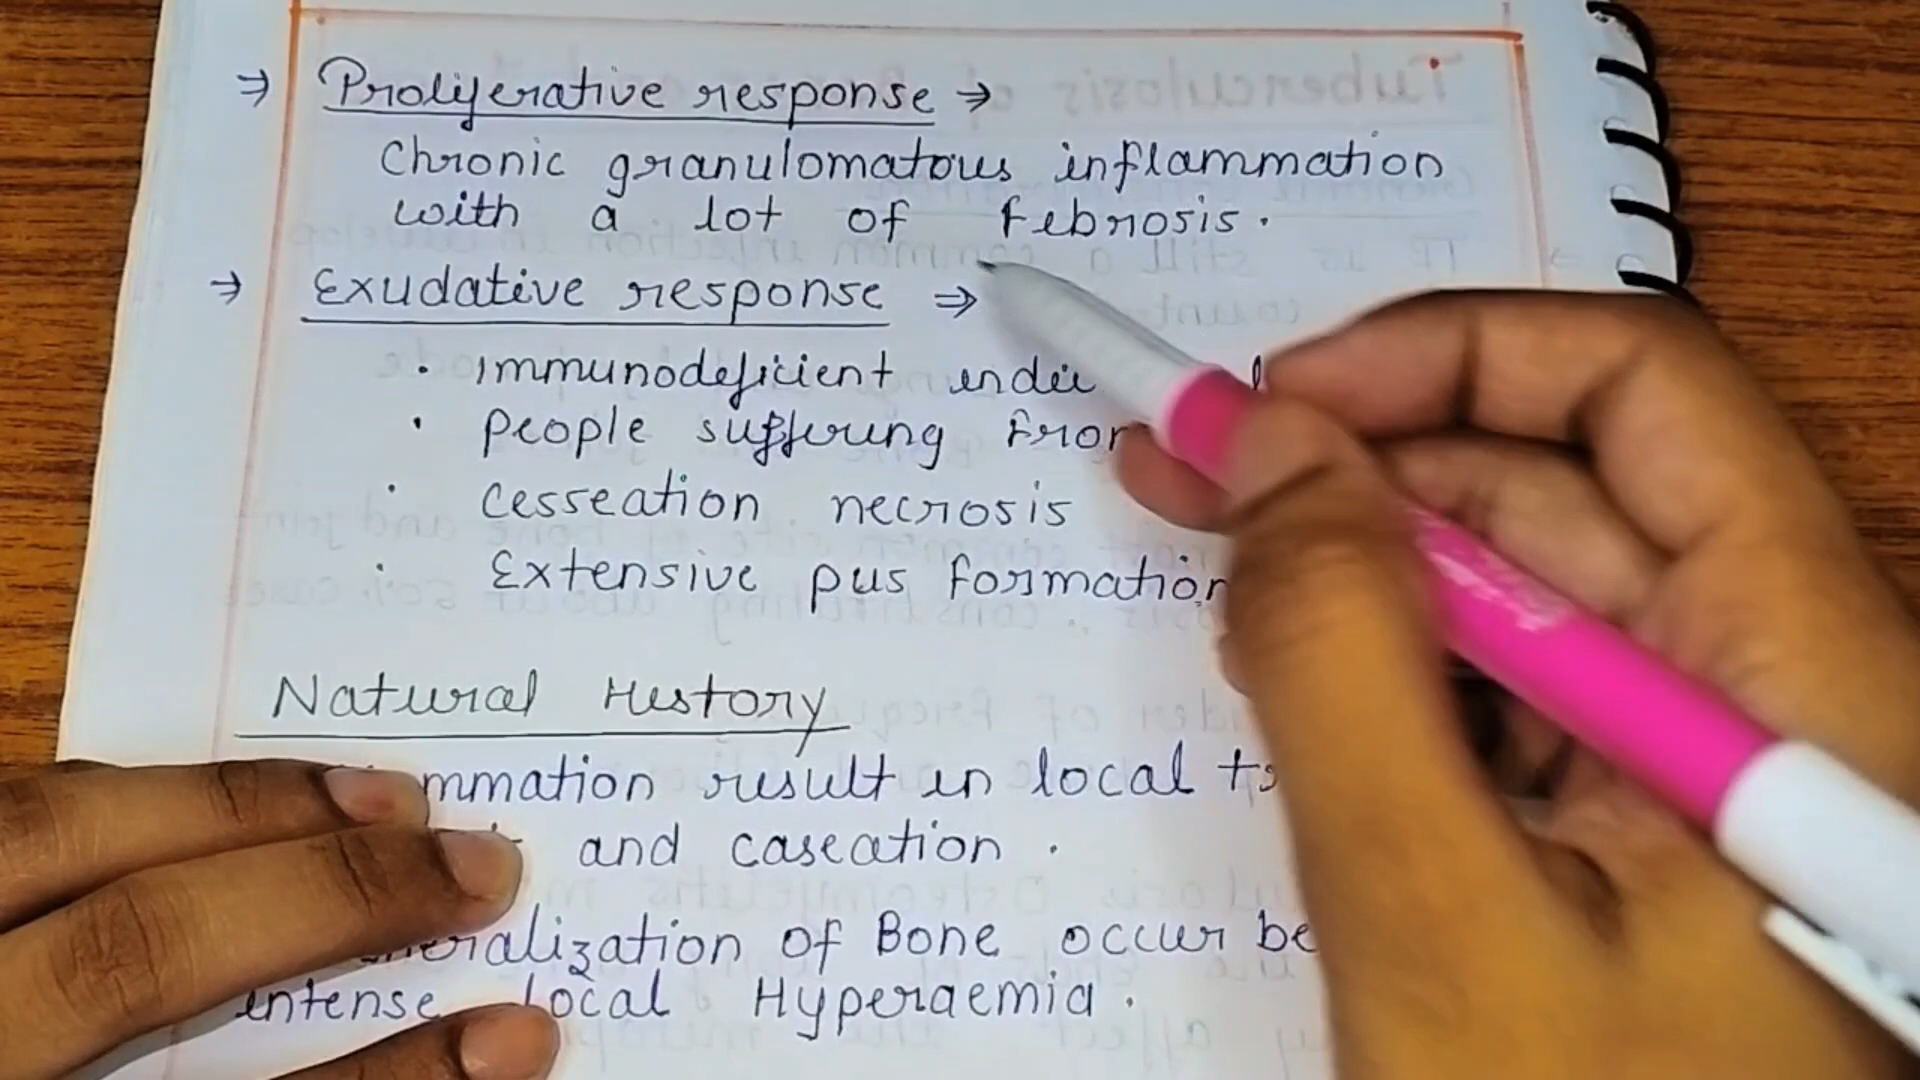 ⇒ Proliferative response ⇒
Chronic granulomatous inflammation
with a lot of Febrosis.
⇒ Exudative response ⇒
• Immunodeficient
• People suffering from
• Cesseation necrosis
• Extensive pus formation
Natural History
result in local
and caseation.
of Bone occur
intense local Hyperaemia.